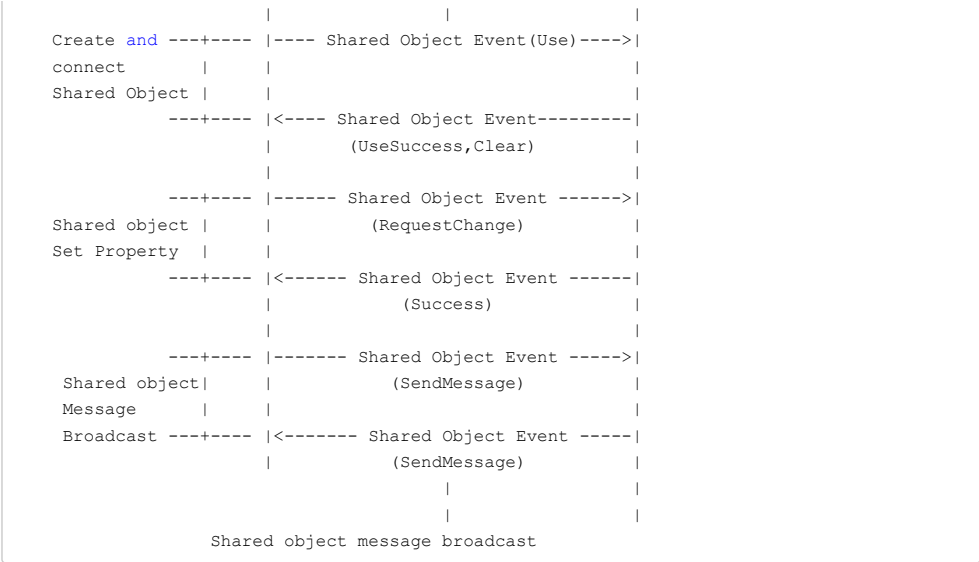 |                |                 |
Create and ---+---- |---- Shared Object Event(Use)---->|
connect       |     |                                  |
Shared Object |     |                                  |
           ---+---- |<---- Shared Object Event---------|
                    |       (UseSuccess,Clear)         |
                    |                                  |
           ---+---- |------ Shared Object Event ------>|
Shared object |     |         (RequestChange)          |
Set Property  |     |                                  |
           ---+---- |<------ Shared Object Event ------|
                    |            (Success)             |
                    |                                  |
           ---+---- |------- Shared Object Event ----->|
 Shared object|     |           (SendMessage)          |
 Message      |     |                                  |
 Broadcast ---+---- |<------- Shared Object Event -----|
                    |           (SendMessage)          |
                                     |                 |
                                     |                 |
               Shared object message broadcast